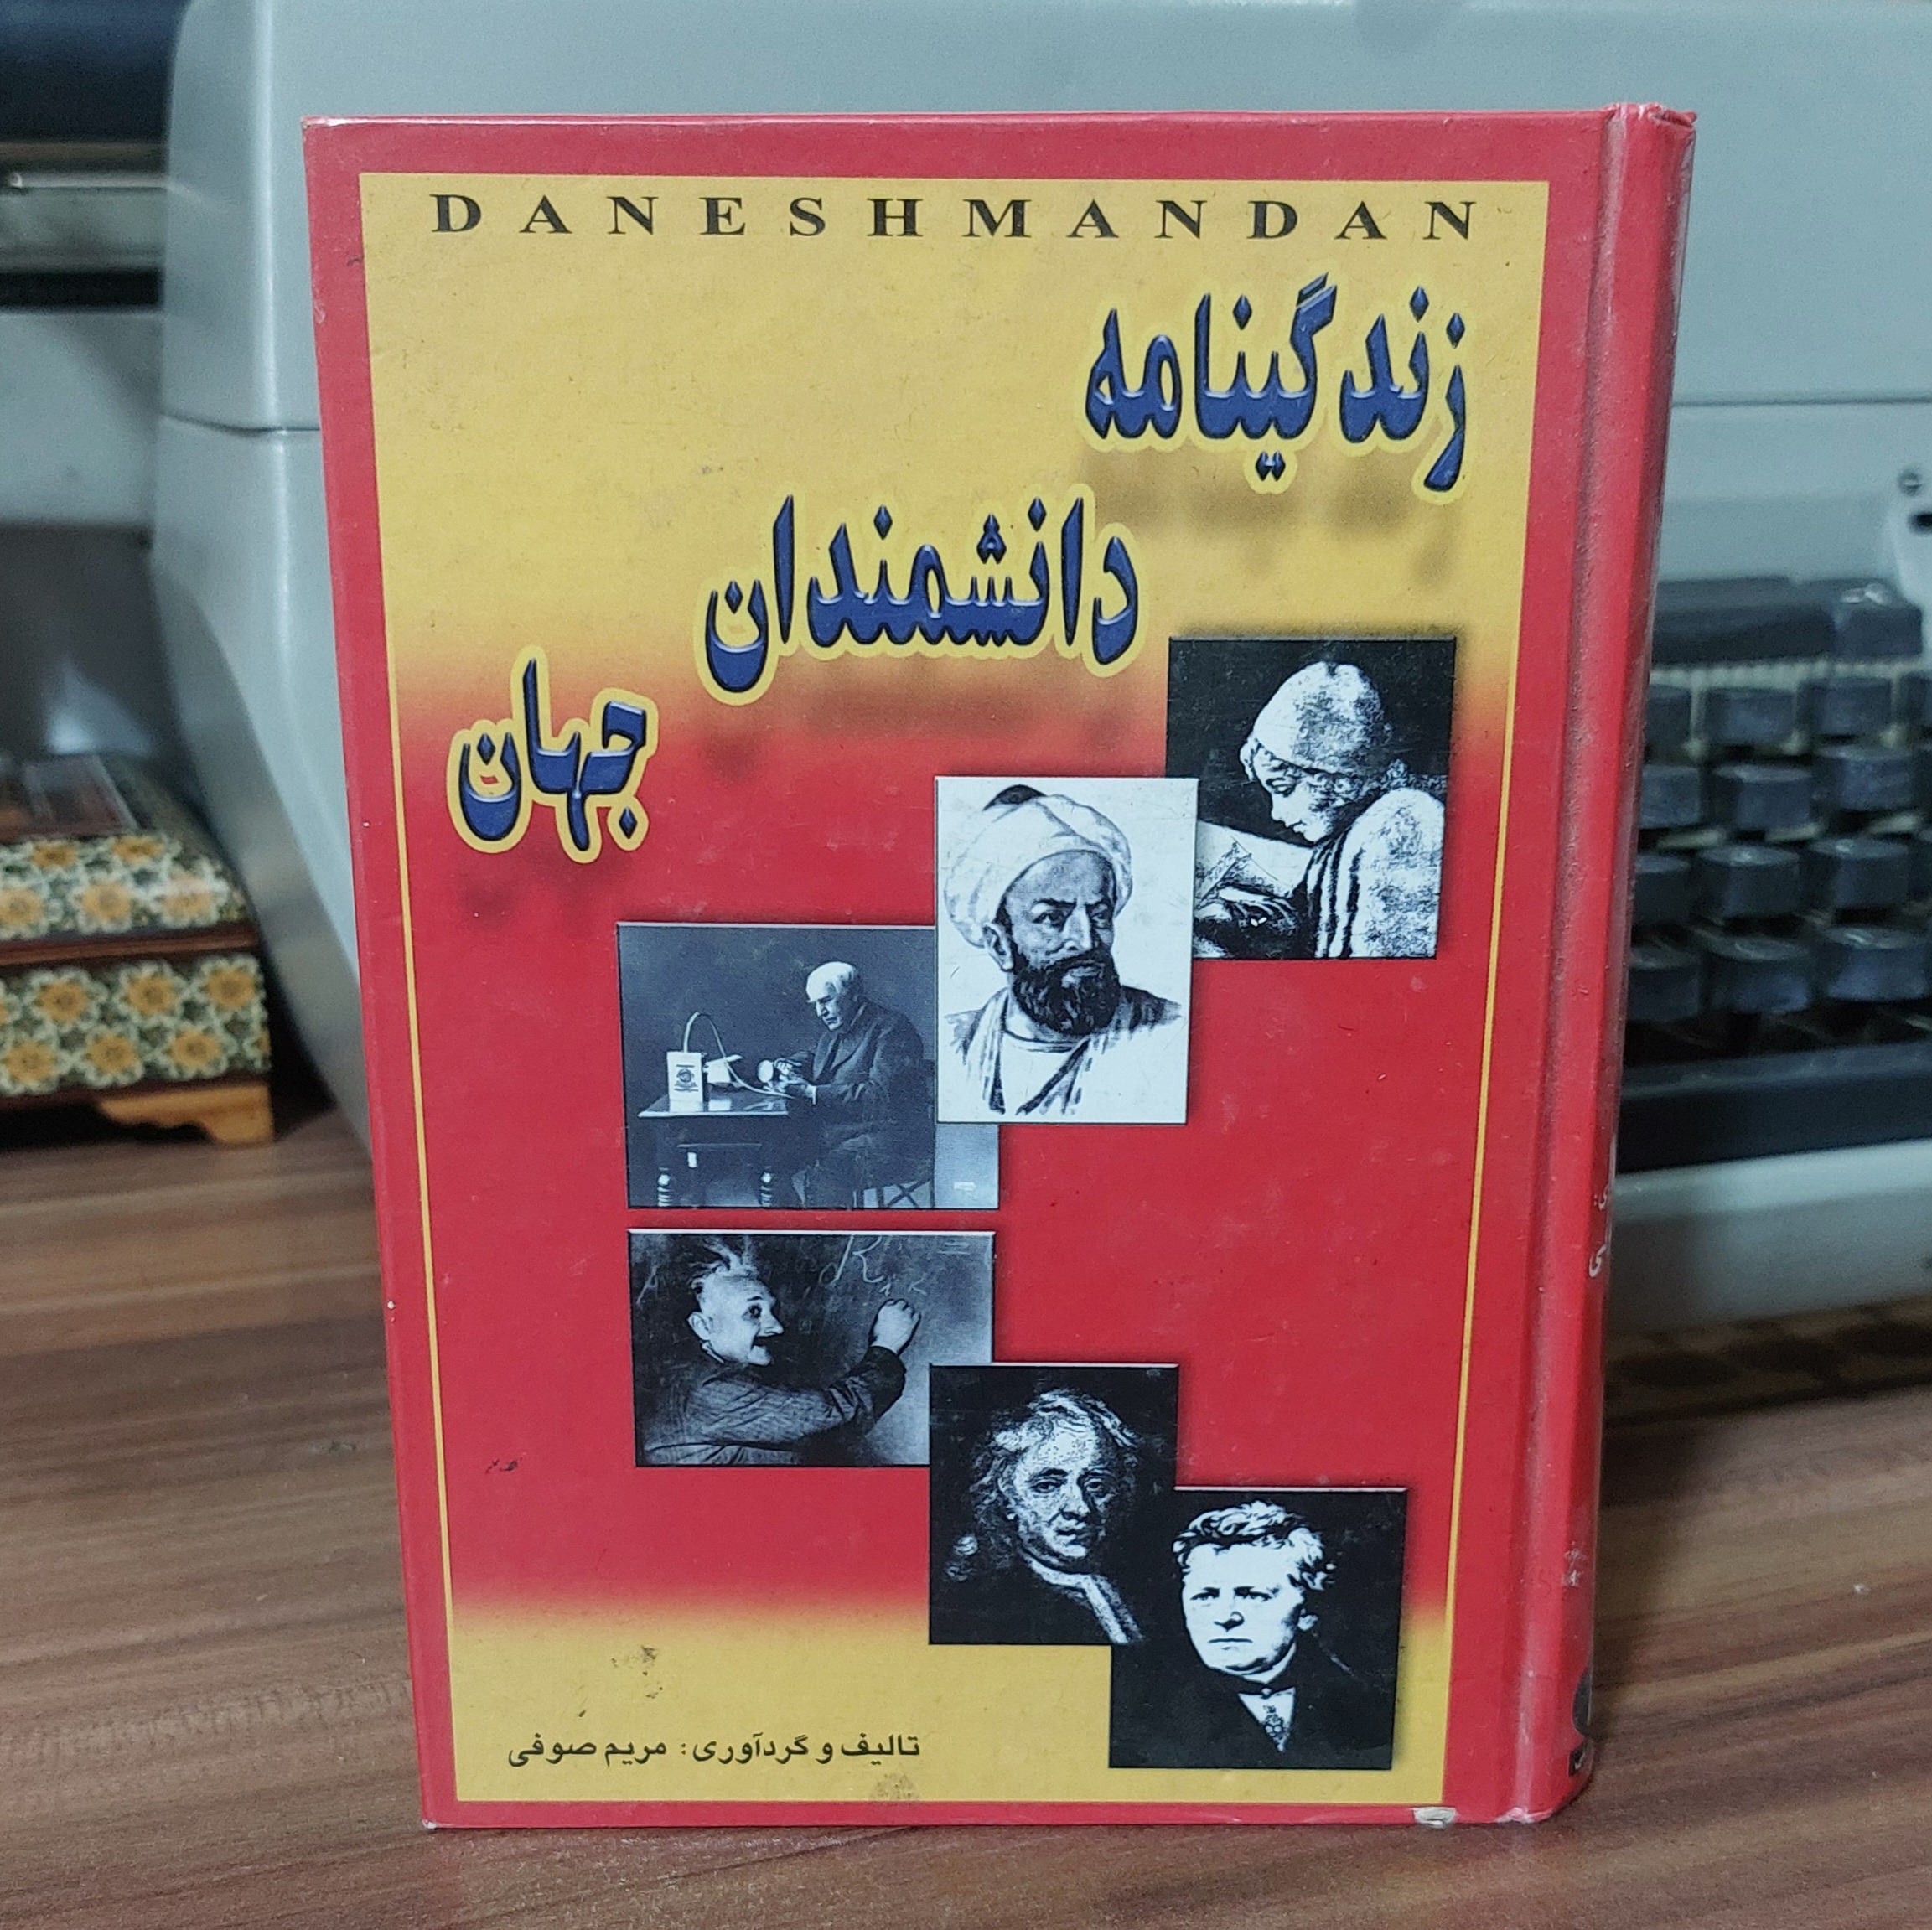 DANESHMANDAN
زندگینامه
دانشمندان
جهان
تالیف و گردآوری: مریم صوفی